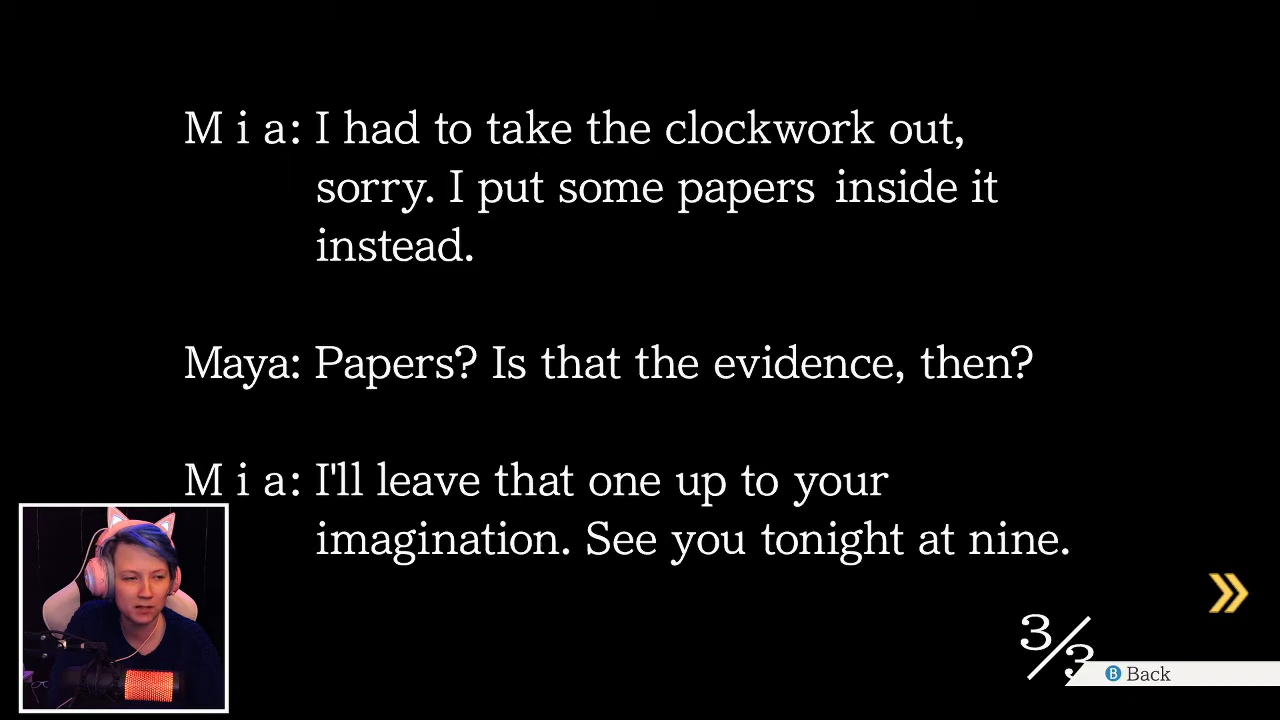 M i a: I had to take the clockwork out,
sorry. I put some papers inside it
instead.
Maya: Papers? Is that the evidence, then?
M i a: I'll leave that one up to your
imagination. See you tonight at nine.
3/3
B Back